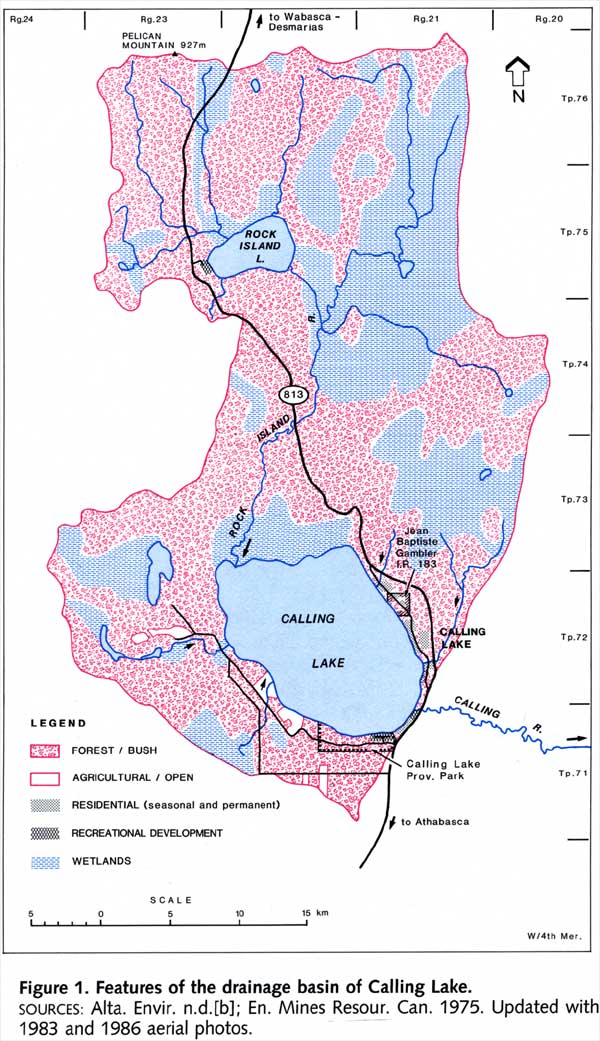 Rg.24
Rg.23
Rg.21
Rg.20
to Wabasca –
Desmarias
PELICAN
MOUNTAIN 927m
N
Tp.76
ROCK
ISLAND
L.
Tp.75
R.
Tp.74
813
ISLAND
ROCK
Tp.73
Jean
Baptiste
Gambler
I.R. 183
CALLING
LAKE
CALLING
LAKE
Tp.72
CALLING
R.
LEGEND
FOREST / BUSH
AGRICULTURAL / OPEN
RESIDENTIAL (seasonal and permanent)
RECREATIONAL DEVELOPMENT
WETLANDS
Calling Lake
Prov. Park
Tp.71
to Athabasca
SCALE
5 0 5 10 15 km
W/4th Mer.
Figure 1. Features of the drainage basin of Calling Lake.
SOURCES: Alta. Envir. n.d.[b]; En. Mines Resour. Can. 1975. Updated with
1983 and 1986 aerial photos.